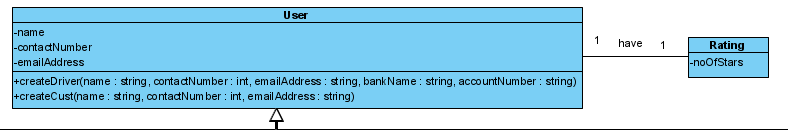 User
-name
-contactNumber
-emailAddress
+createDriver(name : string, contactNumber : int, emailAddress : string, bankName : string, accountNumber : string)
+createCust(name : string, contactNumber : int, emailAddress : string)
1 have 1
Rating
-noOfStars